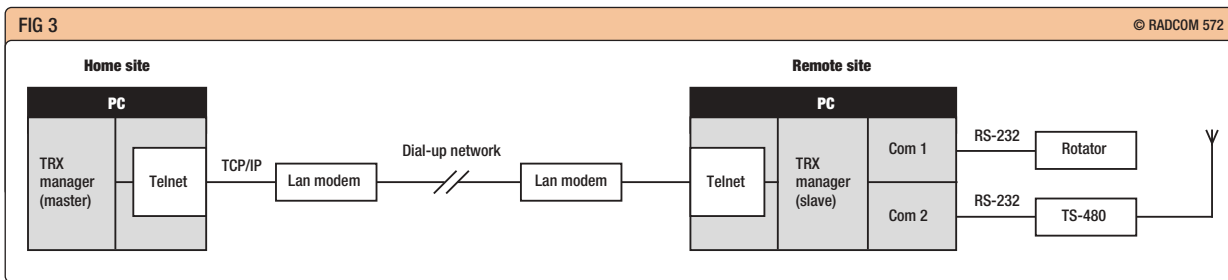 FIG 3
© RADCOM 572
Home site
Remote site
PC
TRX
manager
(master)
Telnet
TCP/IP
Lan modem
Dial-up network
Lan modem
PC
Telnet
TRX
manager
(slave)
Com 1
Com 2
RS-232
Rotator
RS-232
TS-480